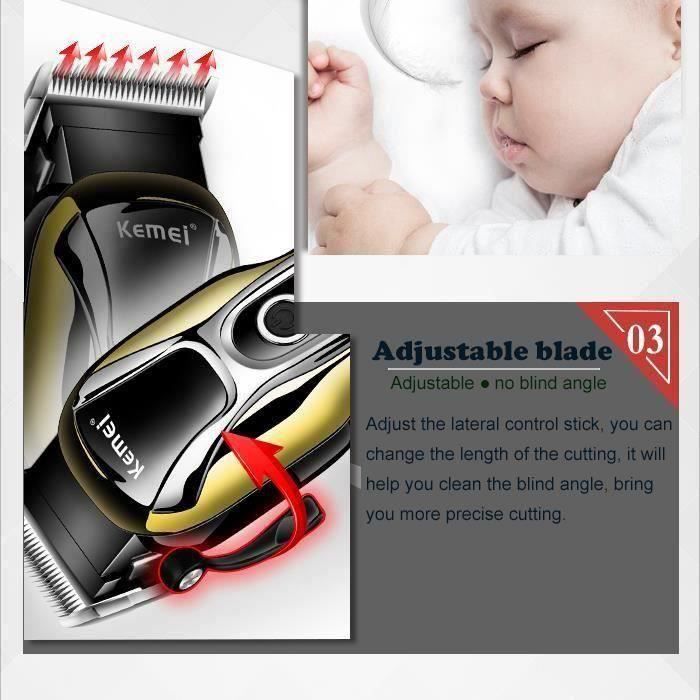 Kemei®
Kemei®
03
Adjustable blade
Adjustable ● no blind angle
Adjust the lateral control stick, you can
change the length of the cutting, it will
help you clean the blind angle, bring
you more precise cutting.